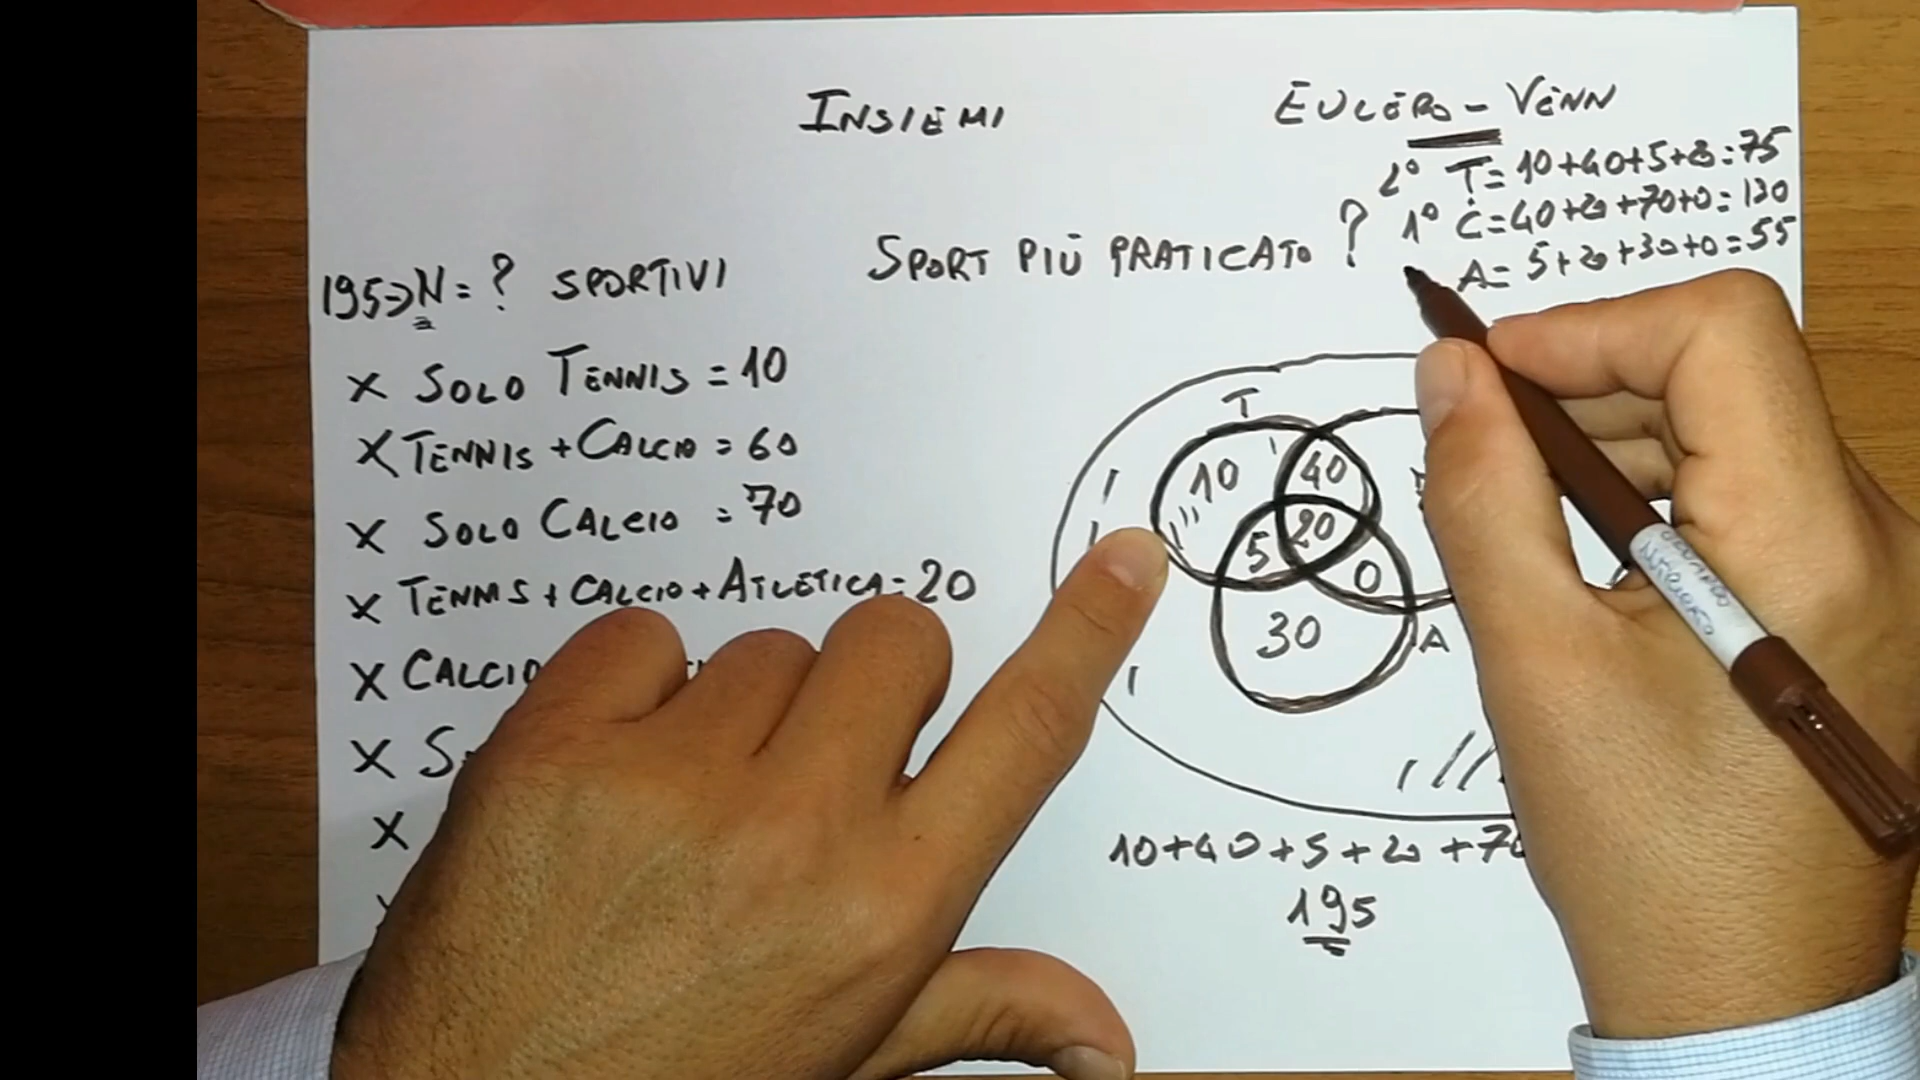 INSIEMI
EULERO - VENN
2° T = 10+40+5+20=75
1° C = 40+20+70+0=130
A = 5+20+30+0=55
SPORT PIÙ PRATICATO ?
195=>N = ? SPORTIVI
X SOLO TENNIS = 10
X TENNIS + CALCIO = 60
X SOLO CALCIO = 70
X TENNIS + CALCIO + ATLETICA = 20
X CALCIO
X
X
T
10
40
5
20
0
30
A
10+40+5+20+70
195